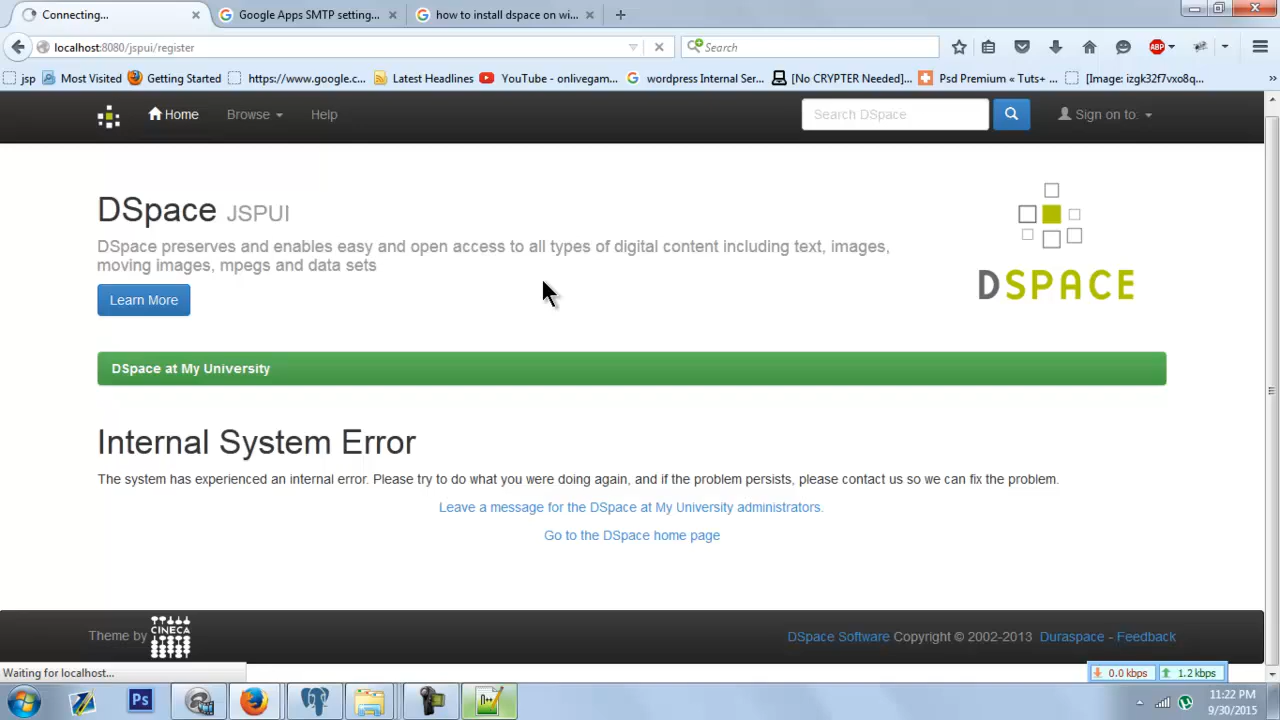 Connecting...
Google Apps SMTP setting...
how to install dspace on wi...
localhost:8080/jspui/register
Search
jsp
Most Visited
Getting Started
https://www.google.c...
Latest Headlines
YouTube - onlivegam...
wordpress Internal Ser...
[No CRYPTER Needed]...
Psd Premium « Tuts+ ...
[Image: izgk32f7vxo8q...
Home
Browse
Help
Search DSpace
Sign on to:
DSpace JSPUI
DSpace preserves and enables easy and open access to all types of digital content including text, images,
moving images, mpegs and data sets
Learn More
DSPACE
DSpace at My University
Internal System Error
The system has experienced an internal error. Please try to do what you were doing again, and if the problem persists, please contact us so we can fix the problem.
Leave a message for the DSpace at My University administrators.
Go to the DSpace home page
Theme by CINECA
DSpace Software Copyright © 2002-2013 Duraspace - Feedback
Waiting for localhost...
0.0 kbps
1.2 kbps
Ps
11:22 PM
9/30/2015